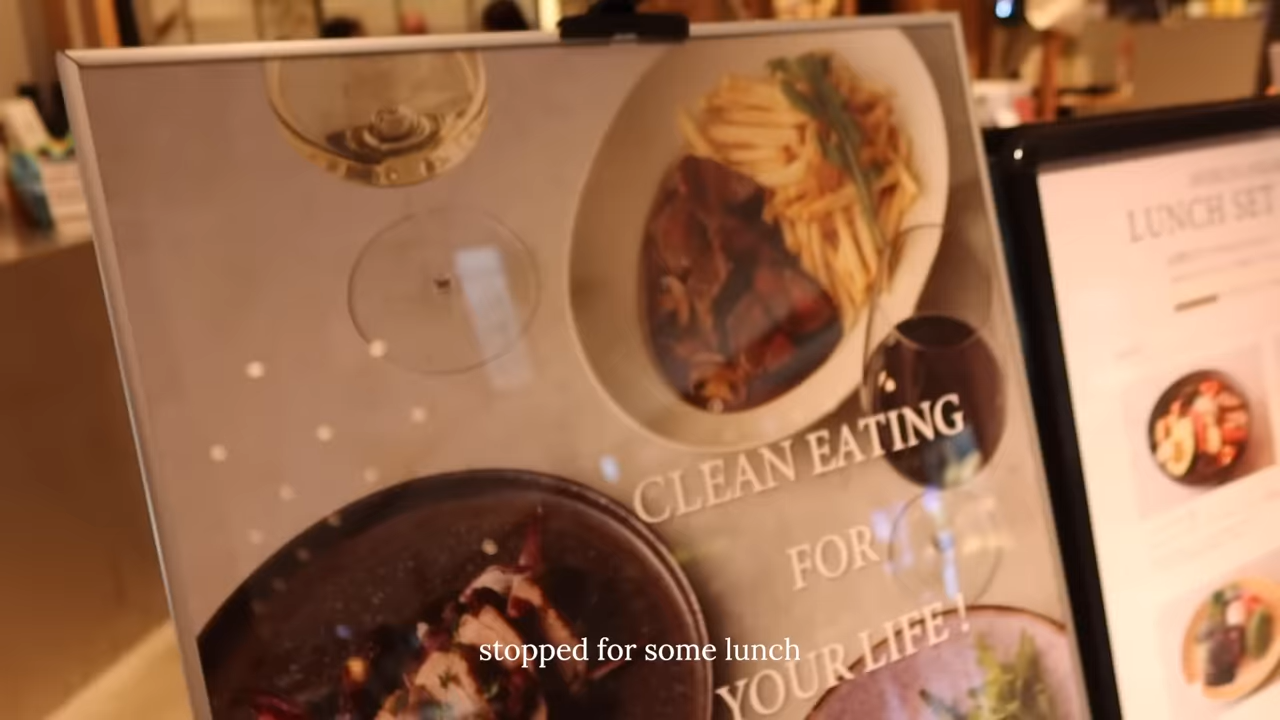 CLEAN EATING
FOR
YOUR LIFE !
LUNCH SET
stopped for some lunch